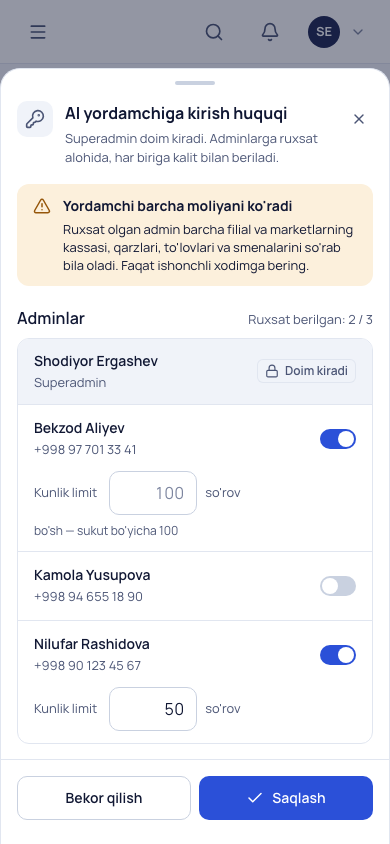 SE
AI yordamchiga kirish huquqi
Superadmin doim kiradi. Adminlarga ruxsat
alohida, har biriga kalit bilan beriladi.
Yordamchi barcha moliyani ko'radi
Ruxsat olgan admin barcha filial va marketlarning
kassasi, qarzlari, to'lovlari va smenalarini so'rab
bila oladi. Faqat ishonchli xodimga bering.
Adminlar
Ruxsat berilgan: 2 / 3
Shodiyor Ergashev
Superadmin
Doim kiradi
Bekzod Aliyev
+998 97 701 33 41
Kunlik limit 100 so'rov
bo'sh — sukut bo'yicha 100
Kamola Yusupova
+998 94 655 18 90
Nilufar Rashidova
+998 90 123 45 67
Kunlik limit 50 so'rov
Bekor qilish
Saqlash